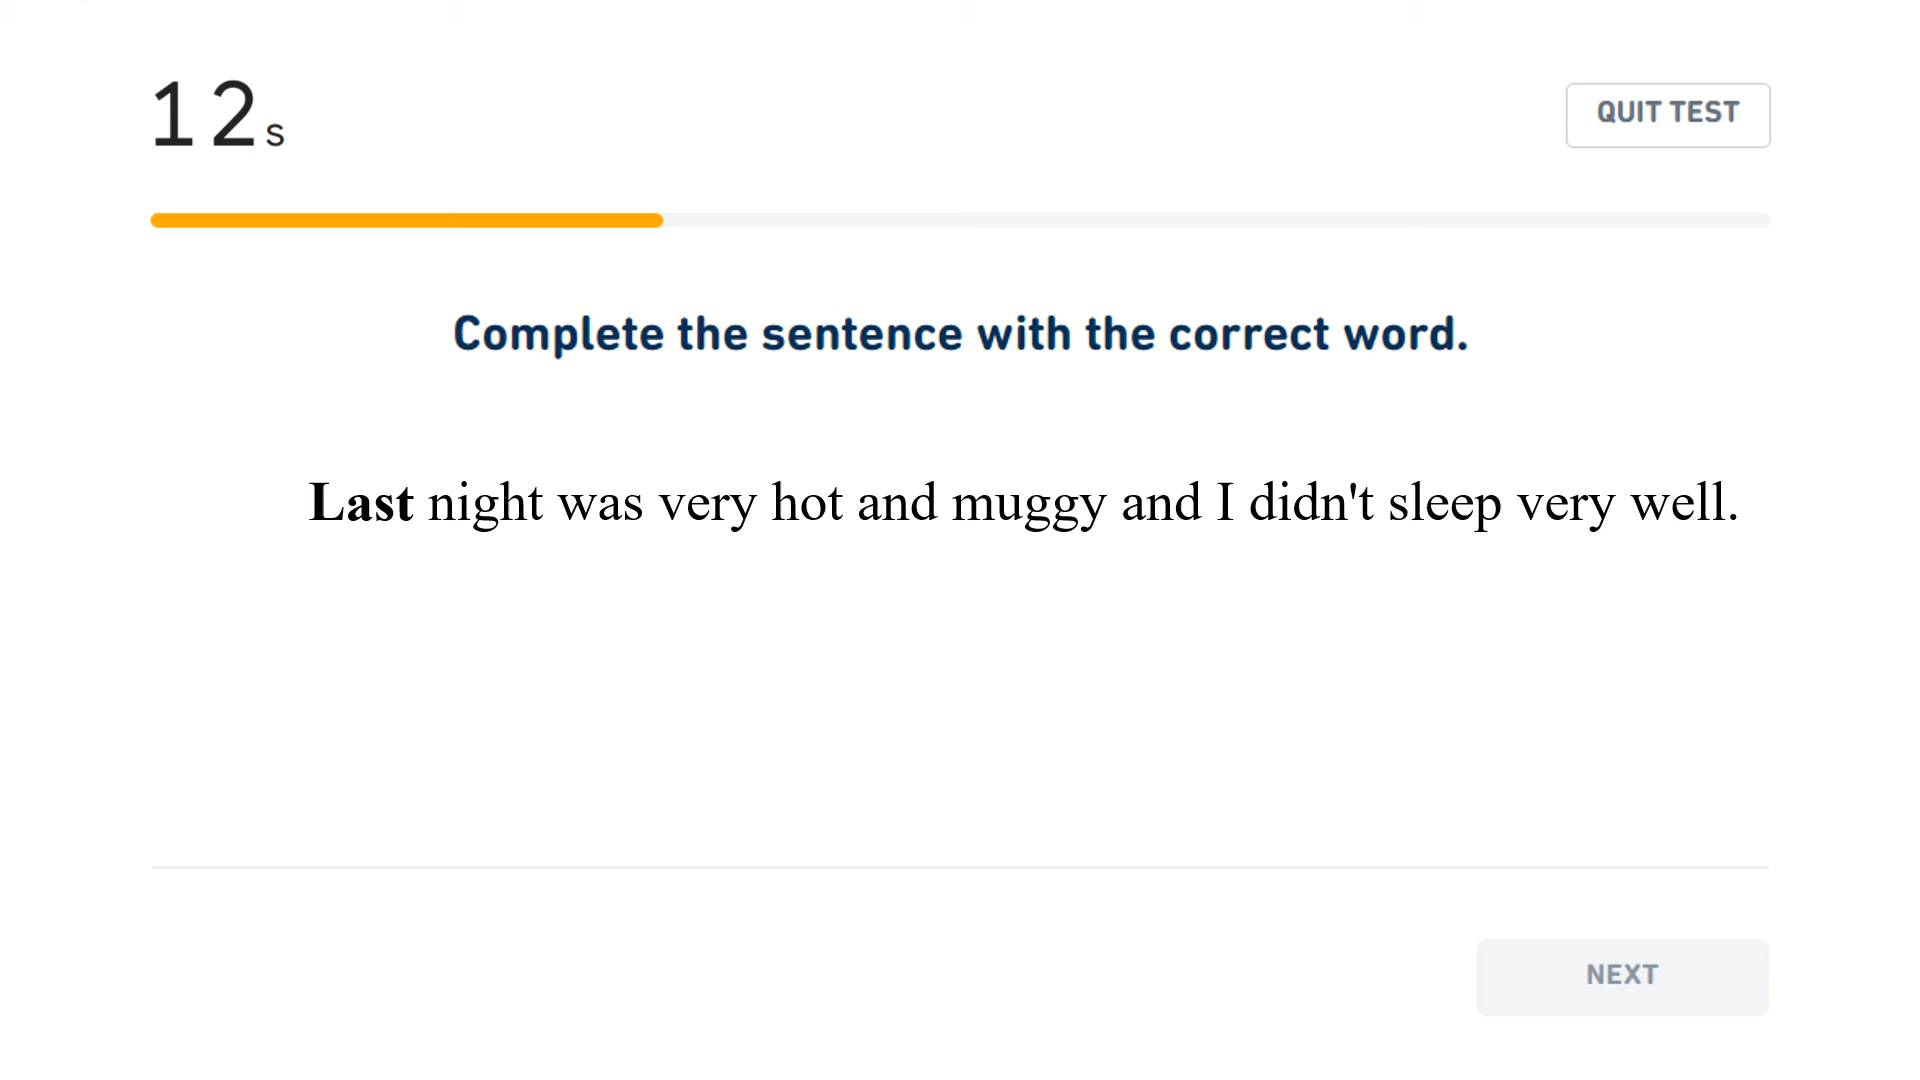 12s
QUIT TEST
Complete the sentence with the correct word.
Last night was very hot and muggy and I didn't sleep very well.
NEXT